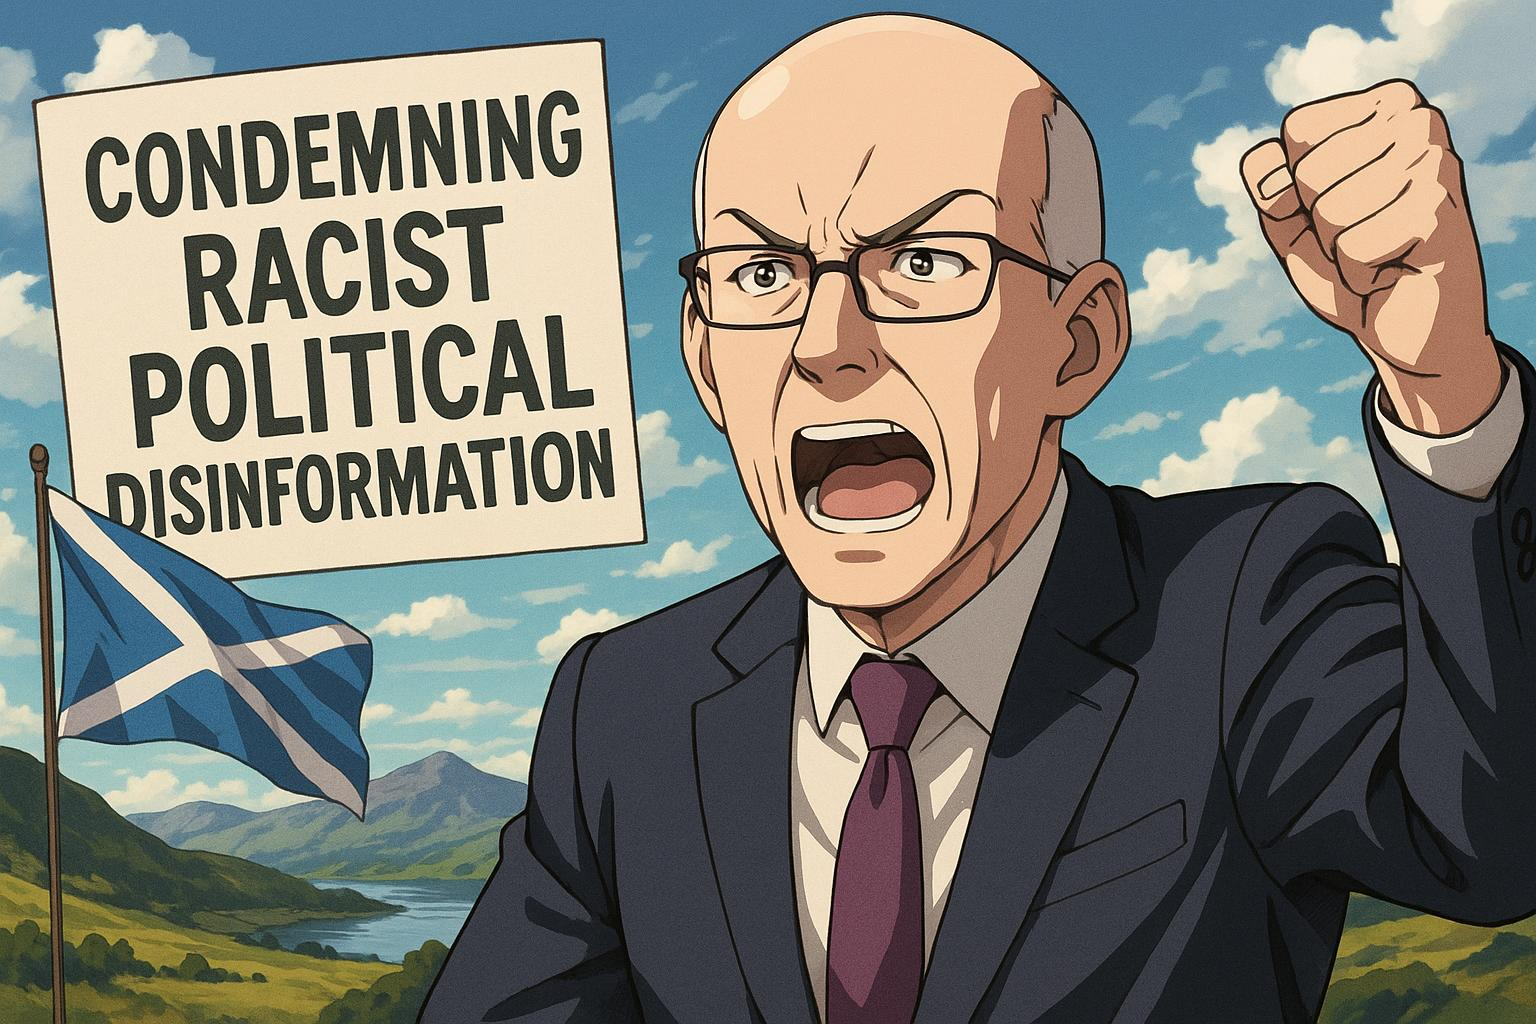 CONDEMNING
RACIST
POLITICAL
DISINFORMATION